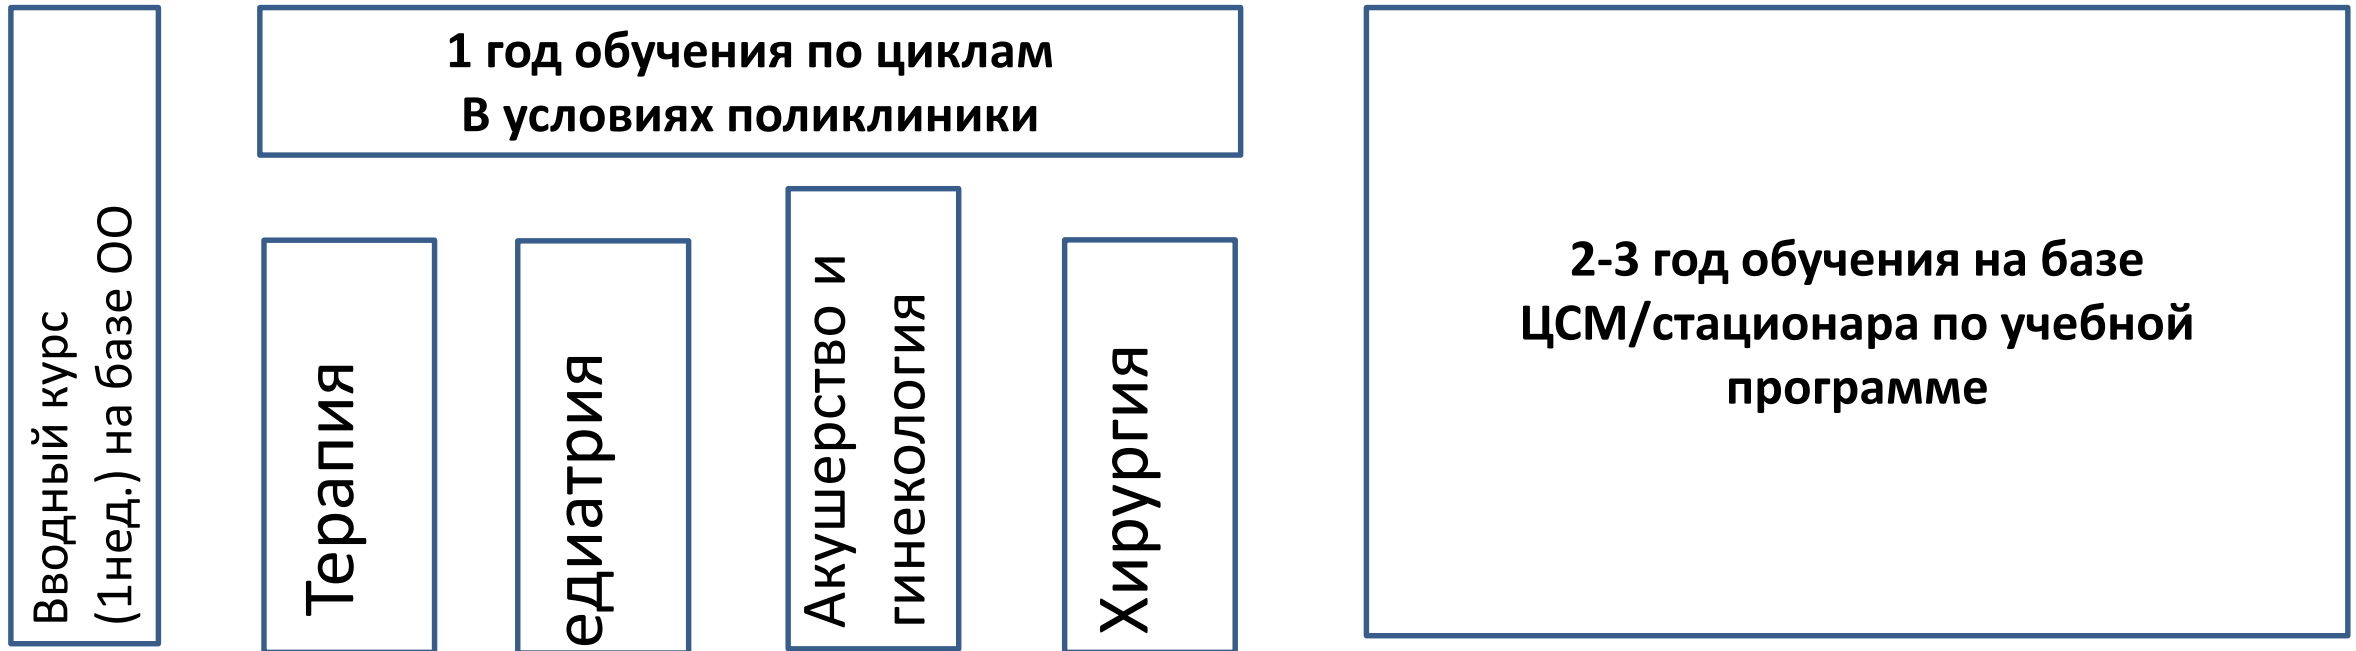 Вводный курс
(1нед.) на базе ОО
1 год обучения по циклам
В условиях поликлиники
Терапия
едиатрия
Акушерство и
гинекология
Хирургия
2-3 год обучения на базе
ЦСМ/стационара по учебной
программе